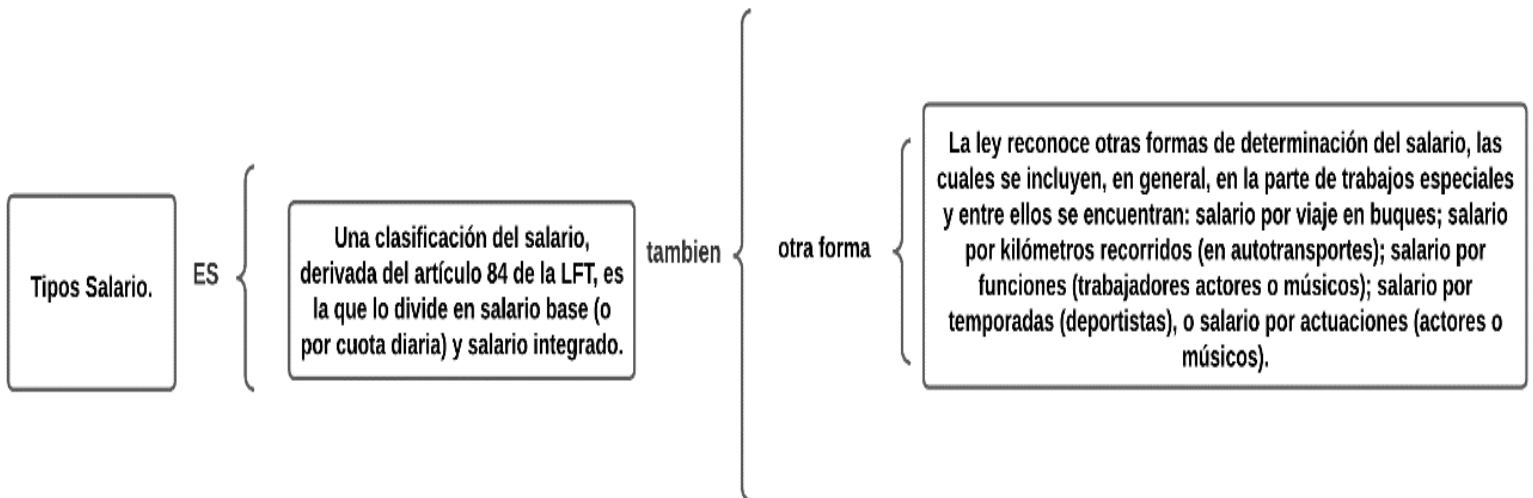 Tipos Salario.
ES
Una clasificación del salario,
derivada del artículo 84 de la LFT, es
la que lo divide en salario base (o
por cuota diaria) y salario integrado.
tambien
otra forma
La ley reconoce otras formas de determinación del salario, las
cuales se incluyen, en general, en la parte de trabajos especiales
y entre ellos se encuentran: salario por viaje en buques; salario
por kilómetros recorridos (en autotransportes); salario por
funciones (trabajadores actores o músicos); salario por
temporadas (deportistas), o salario por actuaciones (actores o
músicos).